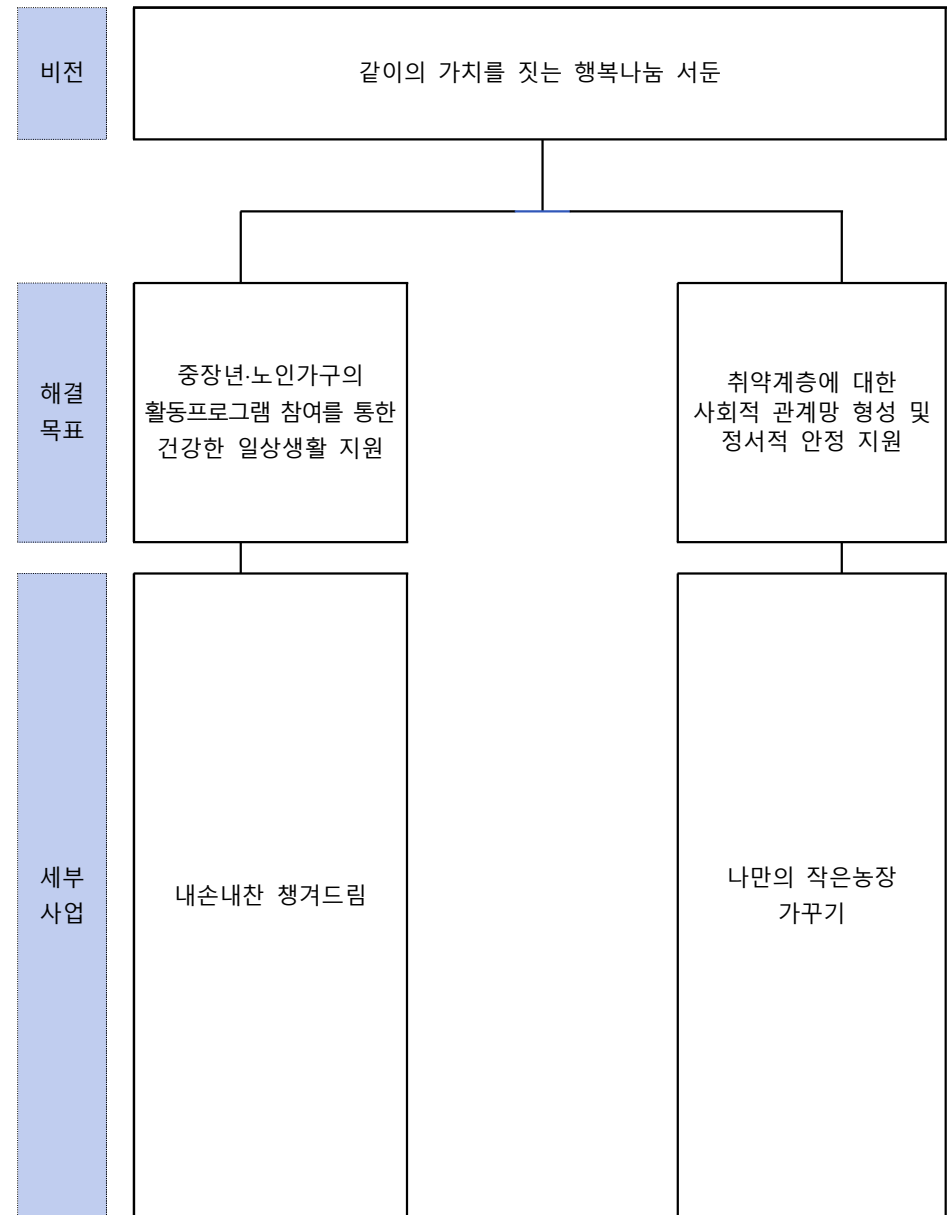 비전
같이의 가치를 짓는 행복나눔 서둔
해결
목표
중장년·노인가구의
활동프로그램 참여를 통한
건강한 일상생활 지원
취약계층에 대한
사회적 관계망 형성 및
정서적 안정 지원
세부
사업
내손내찬 챙겨드림
나만의 작은농장
가꾸기